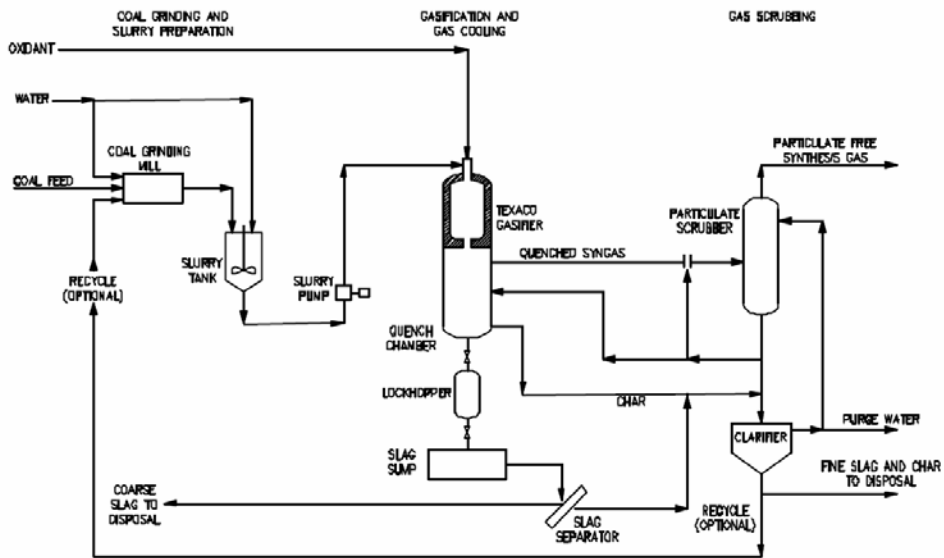 COAL GRINDING AND
SLURRY PREPARATION
GASIFICATION AND
GAS COOLING
GAS SCRUBBING
OXIDANT
WATER
COAL GRINDING
MILL
COAL FEED
PARTICULATE FREE
SYNTHESIS GAS
TEXACO
GASIFIER
PARTICULATE
SCRUBBER
QUENCHED SYNGAS
SLURRY
TANK
SLURRY
PUMP
RECYCLE
(OPTIONAL)
QUENCH
CHAMBER
LOCKHOPPER
CHAR
PURGE WATER
CLARIFIER
SLAG
SUMP
FINE SLAG AND CHAR
TO DISPOSAL
COARSE
SLAG TO
DISPOSAL
SLAG
SEPARATOR
RECYCLE
(OPTIONAL)